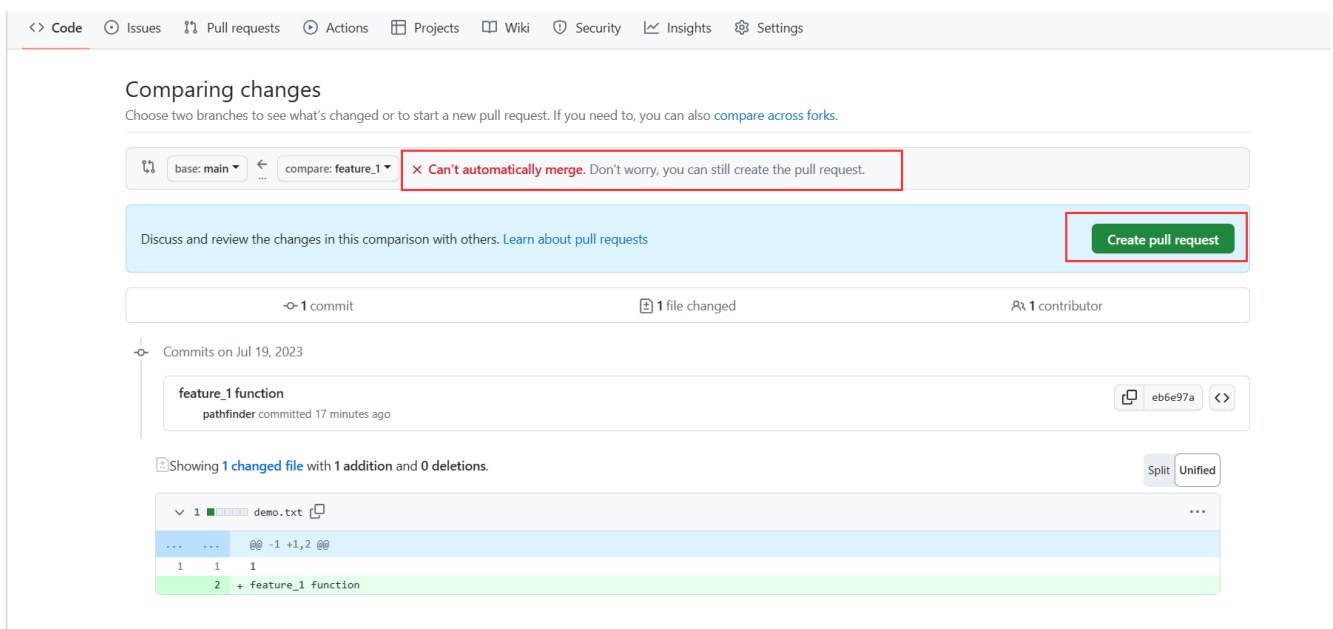 Code Issues Pull requests Actions Projects Wiki Security Insights Settings
Comparing changes
Choose two branches to see what's changed or to start a new pull request. If you need to, you can also compare across forks.
base: main ← ... compare: feature_1 × Can't automatically merge. Don't worry, you can still create the pull request.
Discuss and review the changes in this comparison with others. Learn about pull requests Create pull request
1 commit 1 file changed 1 contributor
Commits on Jul 19, 2023
feature_1 function
pathfinder committed 17 minutes ago eb6e97a <>
Showing 1 changed file with 1 addition and 0 deletions. Split Unified
1 demo.txt ...
... ... @@ -1 +1,2 @@
1 1 1
2 + feature_1 function